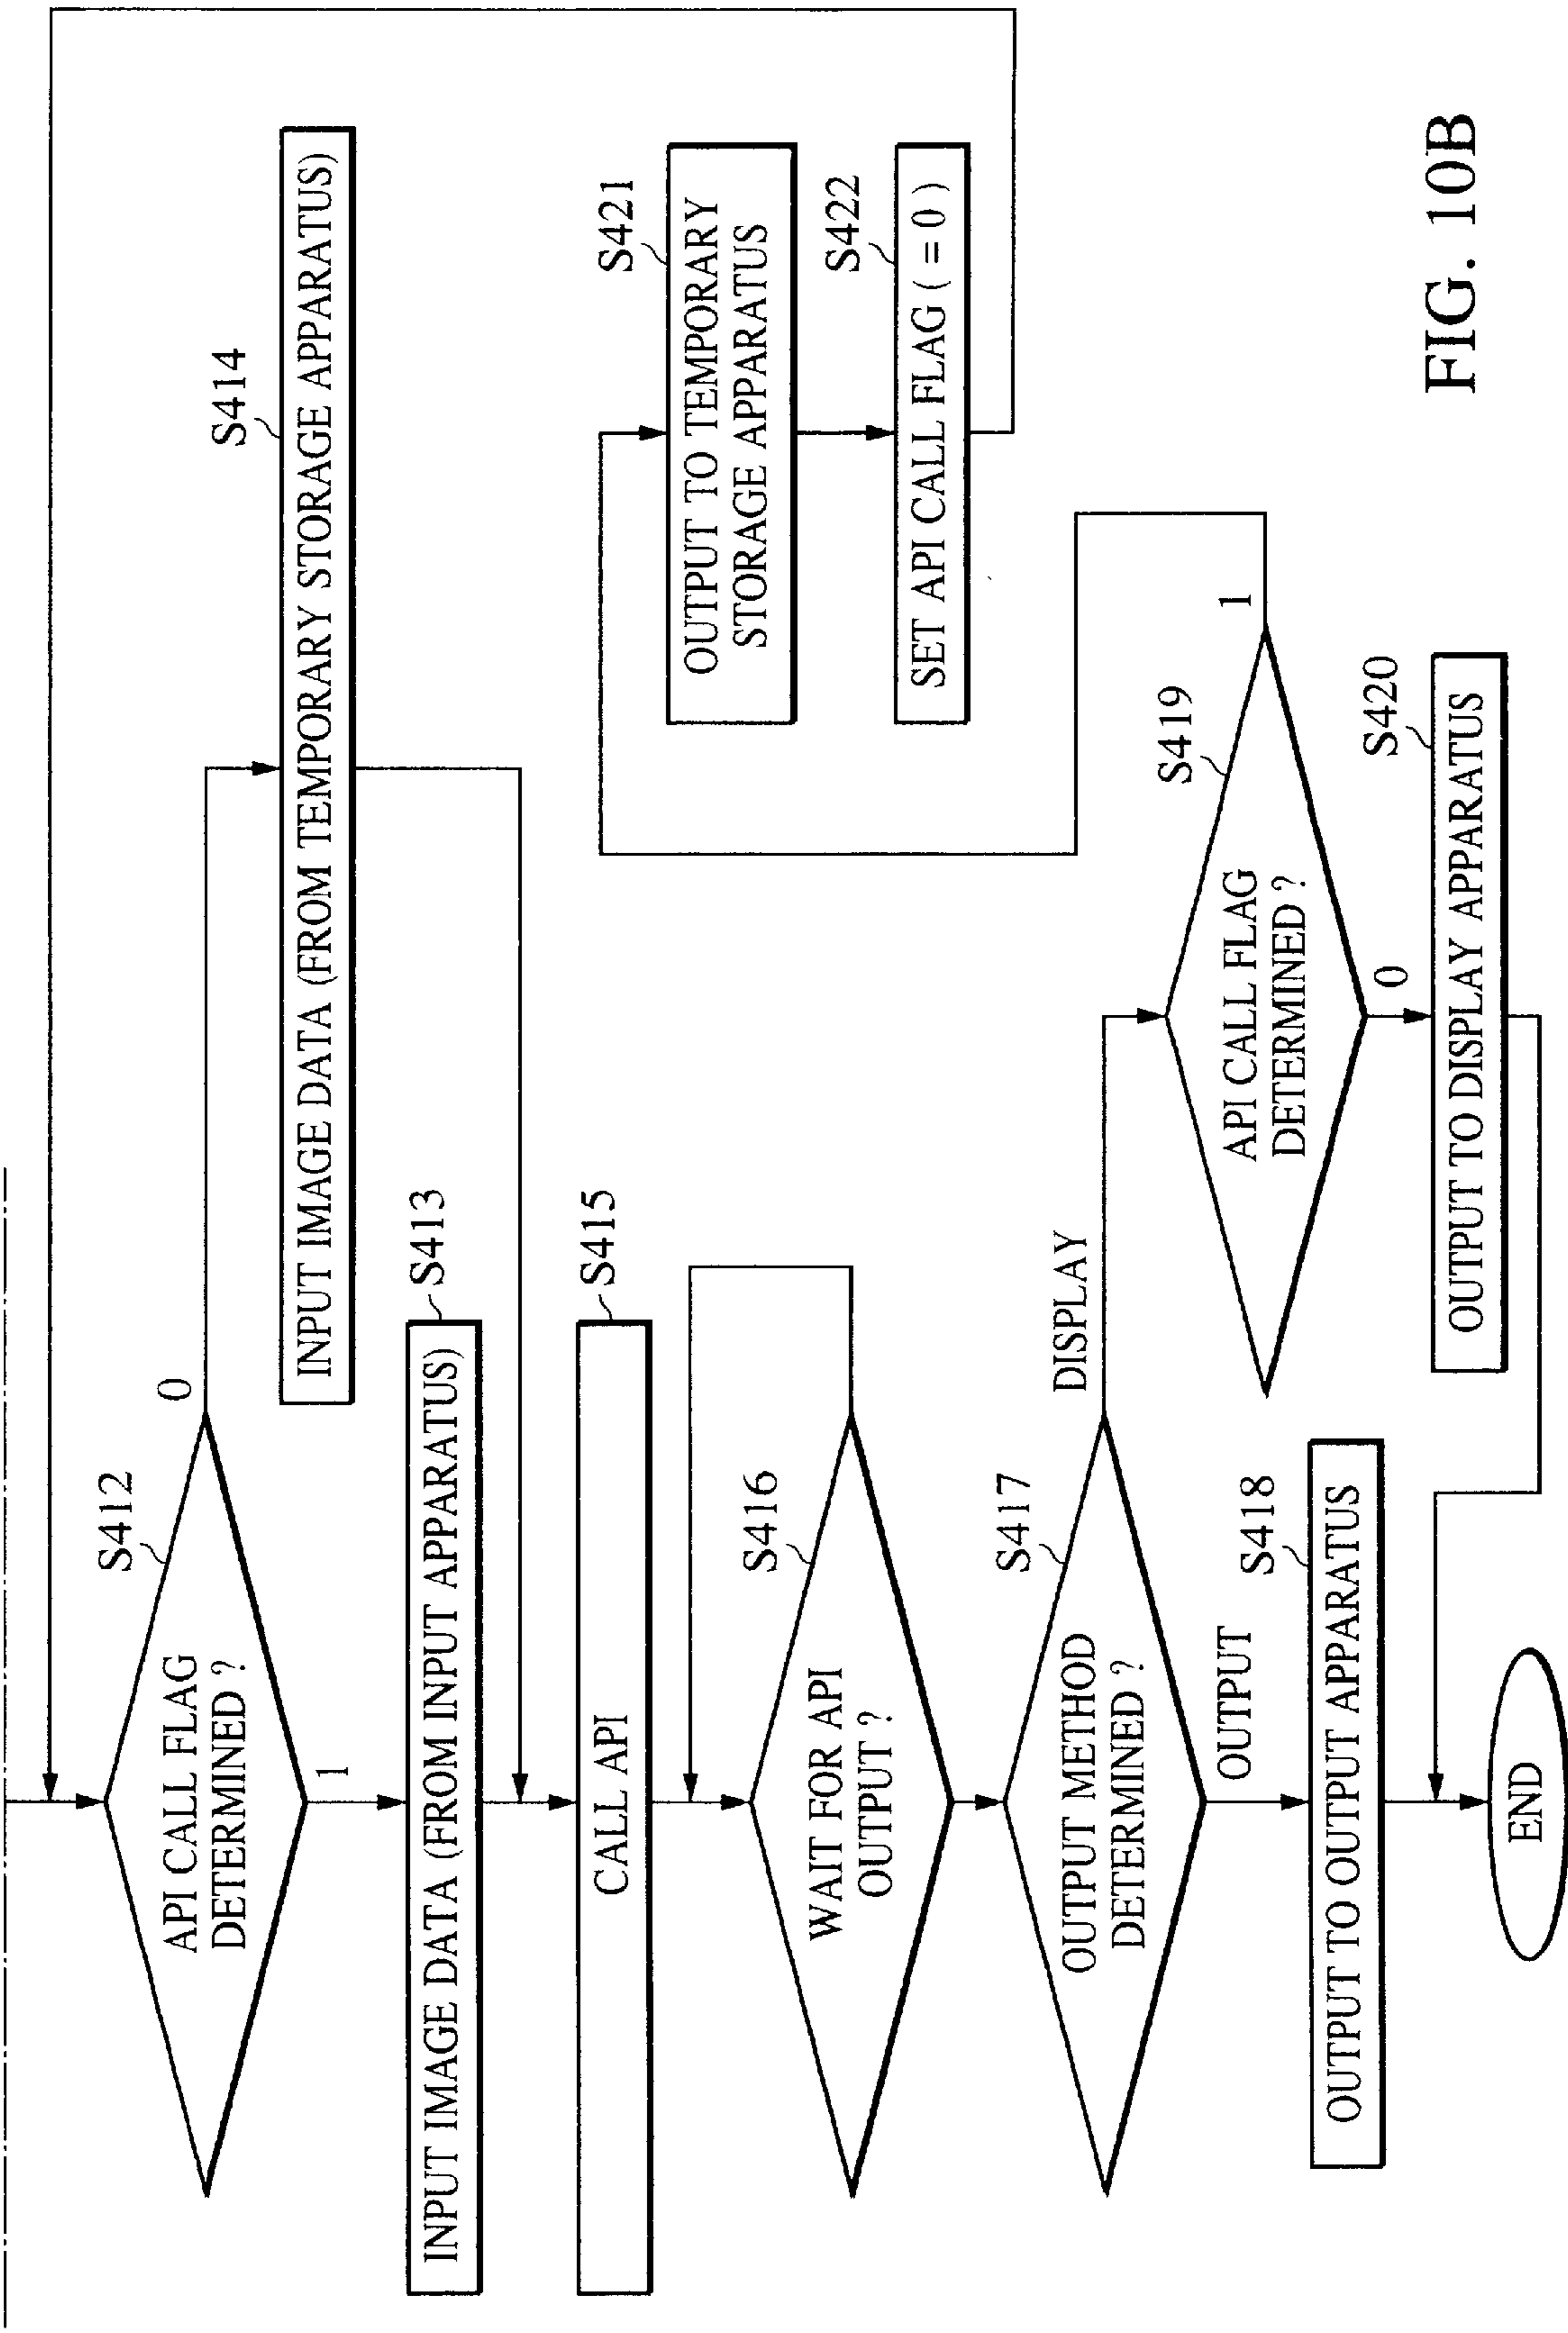 S412
API CALL FLAG
DETERMINED ?
0
1
S414
INPUT IMAGE DATA (FROM TEMPORARY STORAGE APPARATUS)
S413
INPUT IMAGE DATA (FROM INPUT APPARATUS)
S415
CALL API
S416
WAIT FOR API
OUTPUT ?
S417
OUTPUT METHOD
DETERMINED ?
DISPLAY
OUTPUT
S418
OUTPUT TO OUTPUT APPARATUS
END
S419
API CALL FLAG
DETERMINED ?
1
0
S420
OUTPUT TO DISPLAY APPARATUS
S421
OUTPUT TO TEMPORARY
STORAGE APPARATUS
S422
SET API CALL FLAG ( = 0 )
FIG. 10B